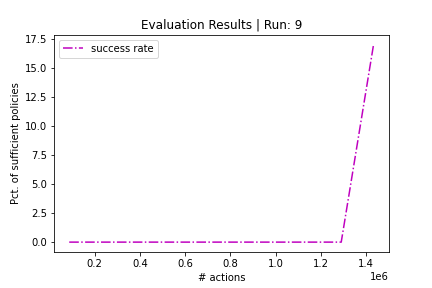 Evaluation Results | Run: 9
success rate
Pct. of sufficient policies
17.5
15.0
12.5
10.0
7.5
5.0
2.5
0.0
0.2 0.4 0.6 0.8 1.0 1.2 1.4
1e6
# actions